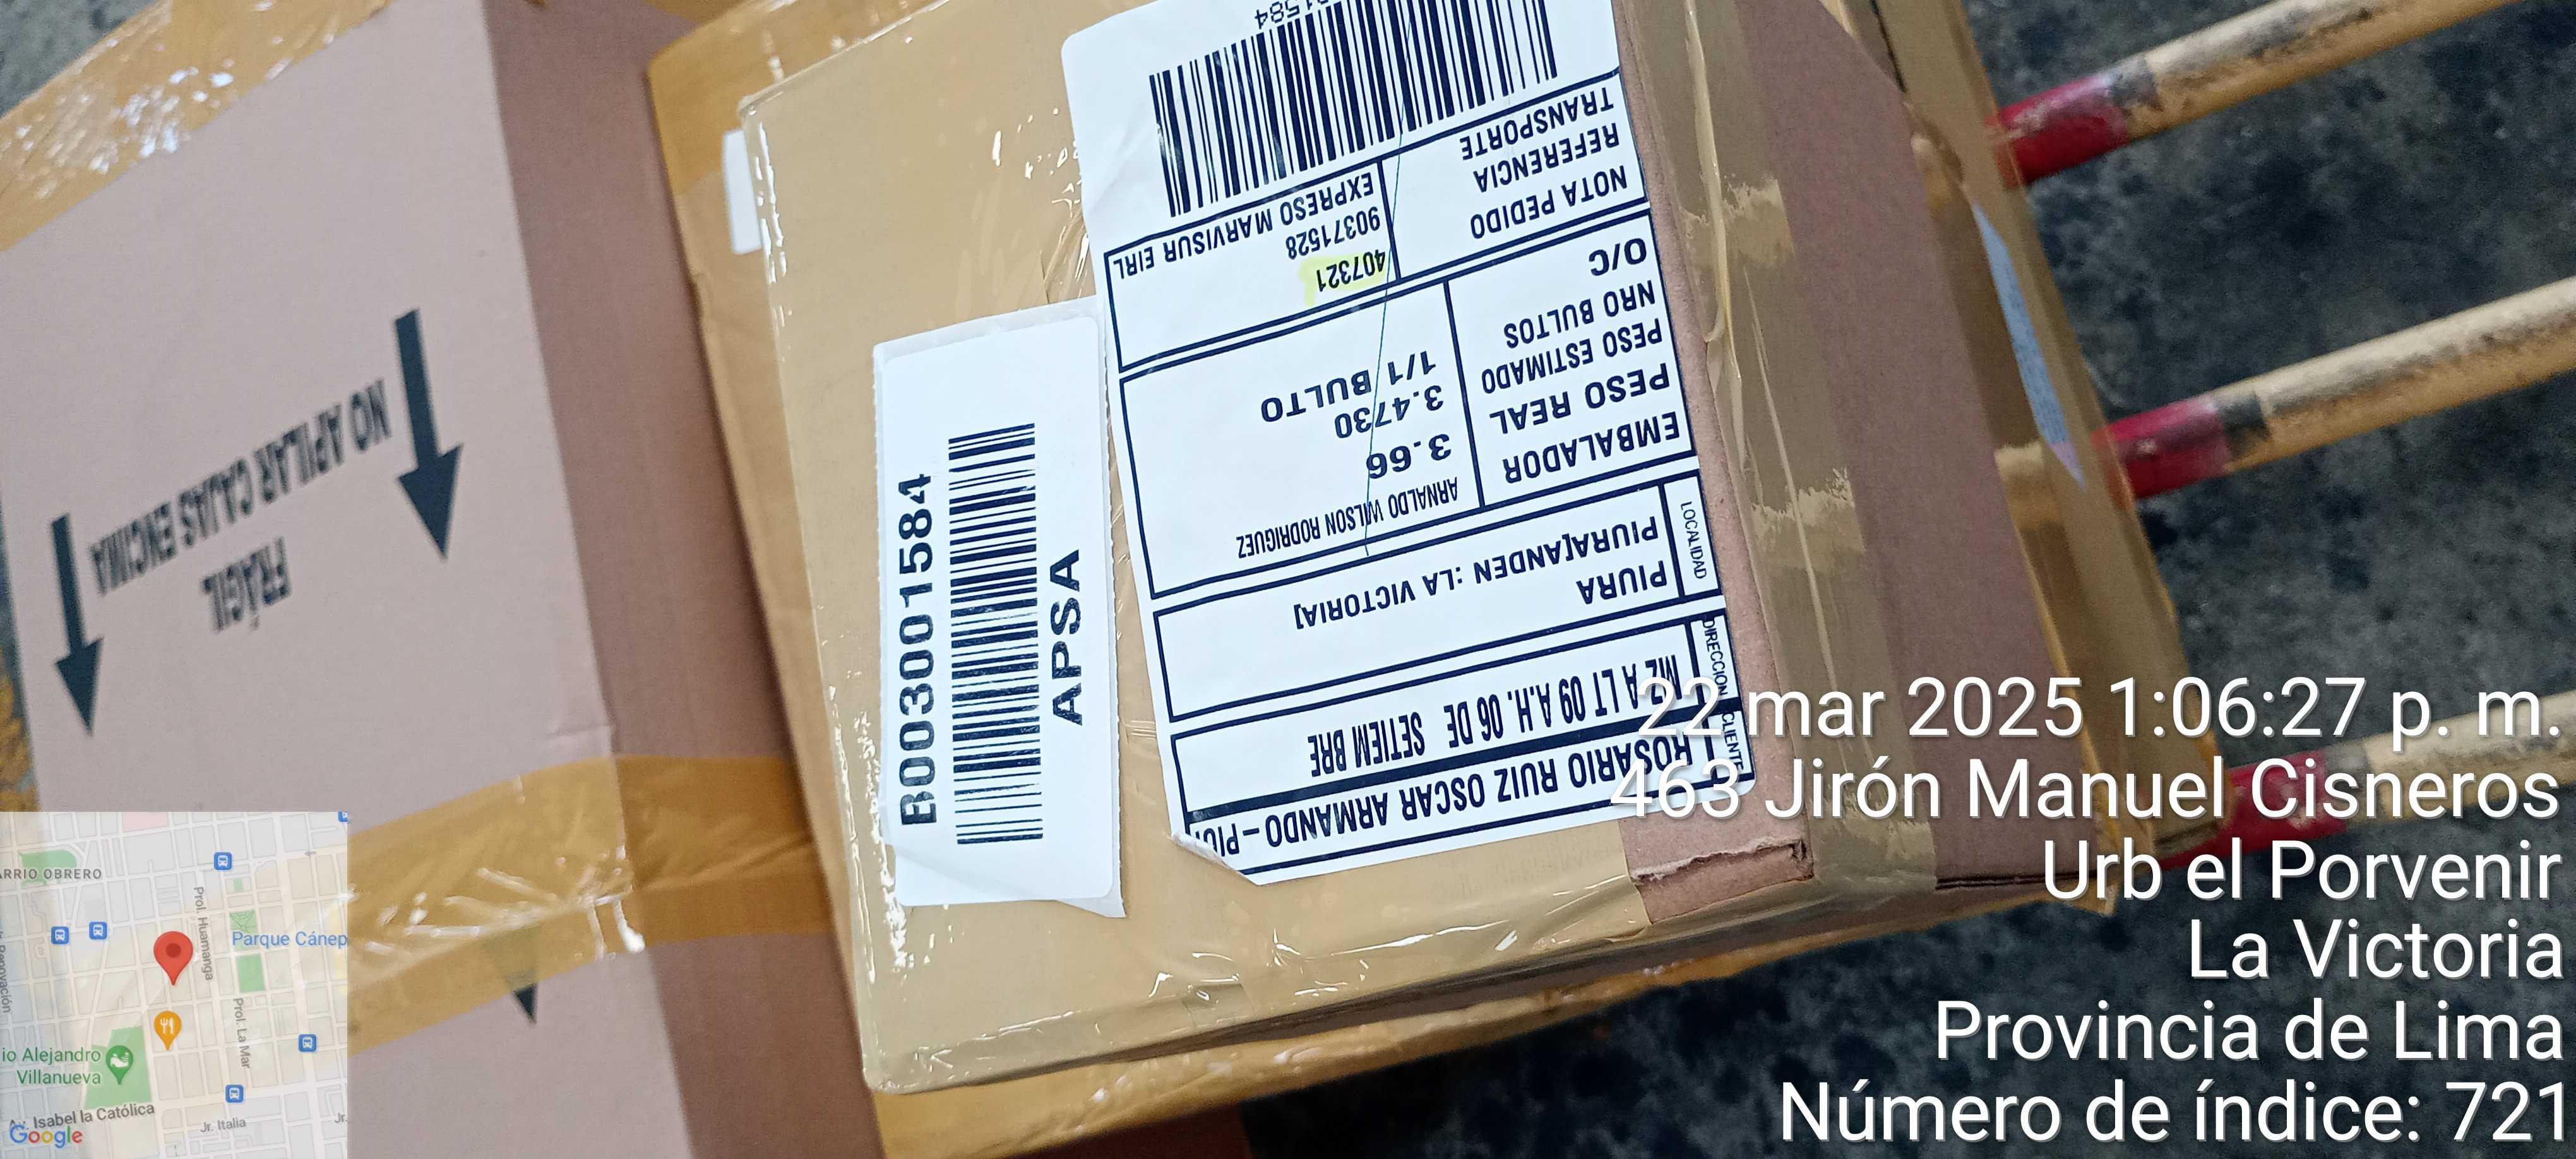 FRÁGIL
NO APILAR CAJAS ENCIMA
B003001584
APSA
CLIENTE
ROSARIO RUIZ OSCAR ARMANDO -
DIRECCION
MZ A LT 09 A.H. 06 DE SETIEM BRE
LOCALIDAD
PIURA
PIURA[ANDEN :LA VICTORIA]
EMBALADOR ARNALDO WILSON RODRIGUEZ
PESO REAL 3.66
PESO ESTIMADO 3.4730
NRO BULTOS 1/1 BULTO
O/C
NOTA PEDIDO 407321
REFERENCIA 90371528
TRANSPORTE EXPRESO MARVISUR EIRL
22 mar 2025 1:06:27 p. m.
463 Jirón Manuel Cisneros
Urb el Porvenir
La Victoria
Provincia de Lima
Número de índice: 721
Prol. Huamanga
Parque Cánep
Prol. La Mar
Alejandro
Villanueva
Isabel la Católica
Jr. Italia
Jr.
Google